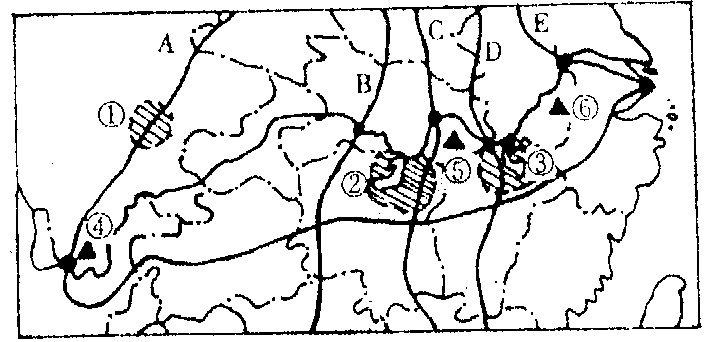 A
B
C
D
E
①
②
③
④
⑤
⑥